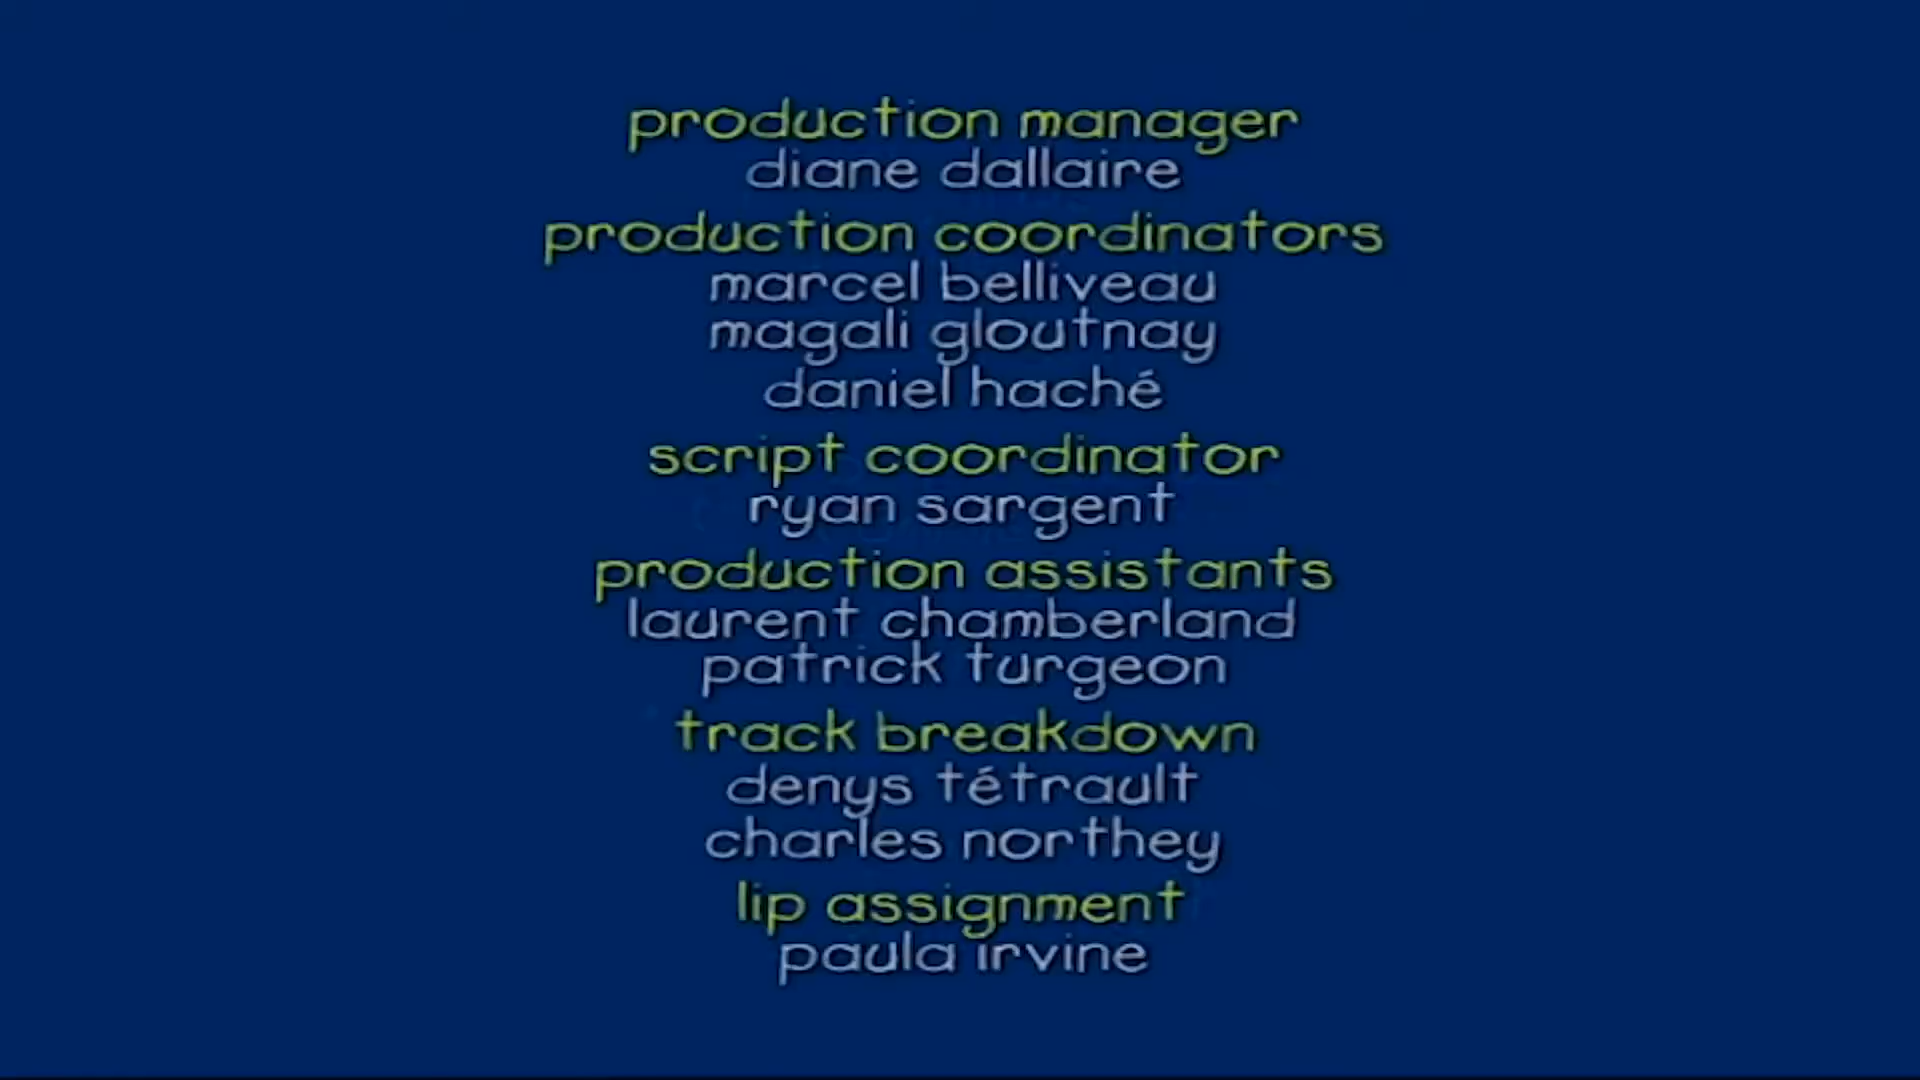 production manager
diane dallaire
production coordinators
marcel belliveau
magali gloutnay
daniel haché
script coordinator
ryan sargent
production assistants
laurent chamberland
patrick turgeon
track breakdown
denys tétrault
charles northey
lip assignment
paula irvine